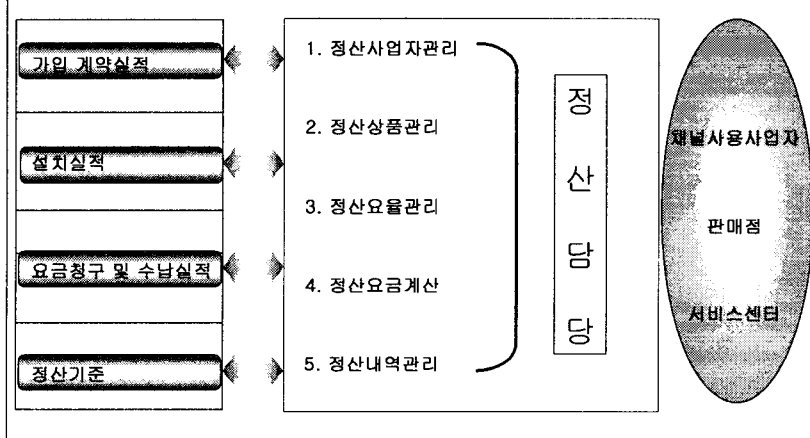 가입 계약실적
설치실적
요금청구 및 수납실적
정산기준
1. 정산사업자관리
2. 정산상품관리
3. 정산요율관리
4. 정산요금계산
5. 정산내역관리
정
산
담
당
채널사용사업자
판매점
서비스센터